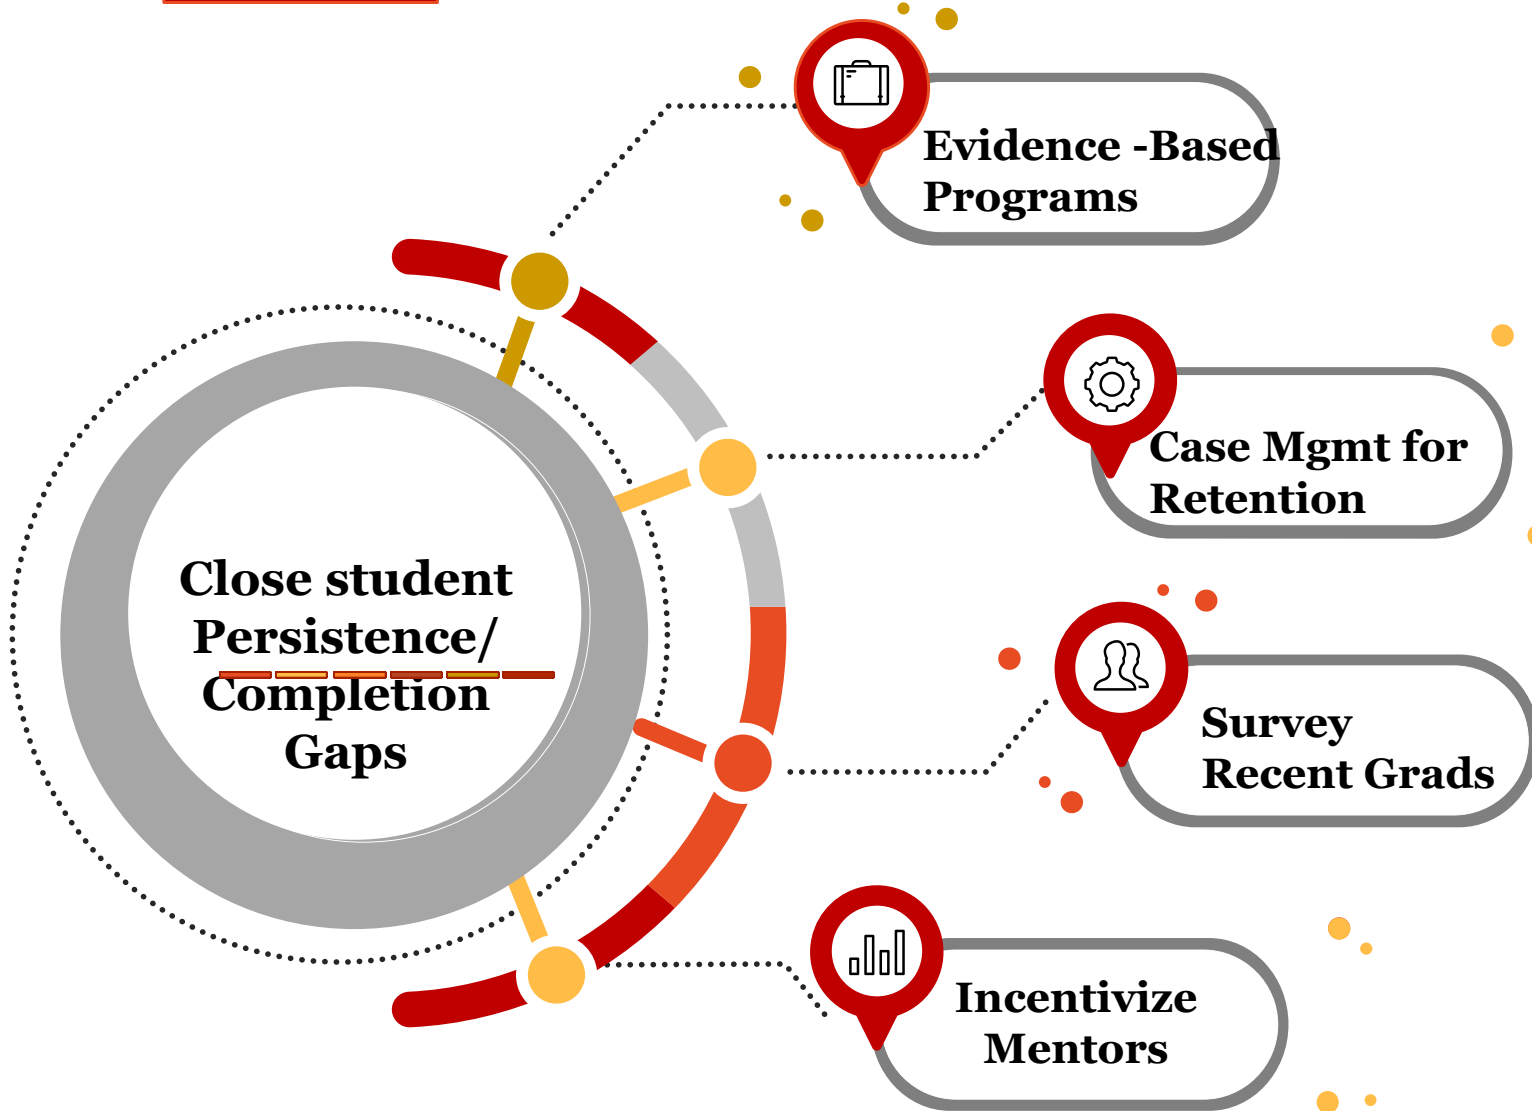 Evidence -Based
Programs
Case Mgmt for
Retention
Close student
Persistence/
Completion
Gaps
Survey
Recent Grads
Incentivize
Mentors